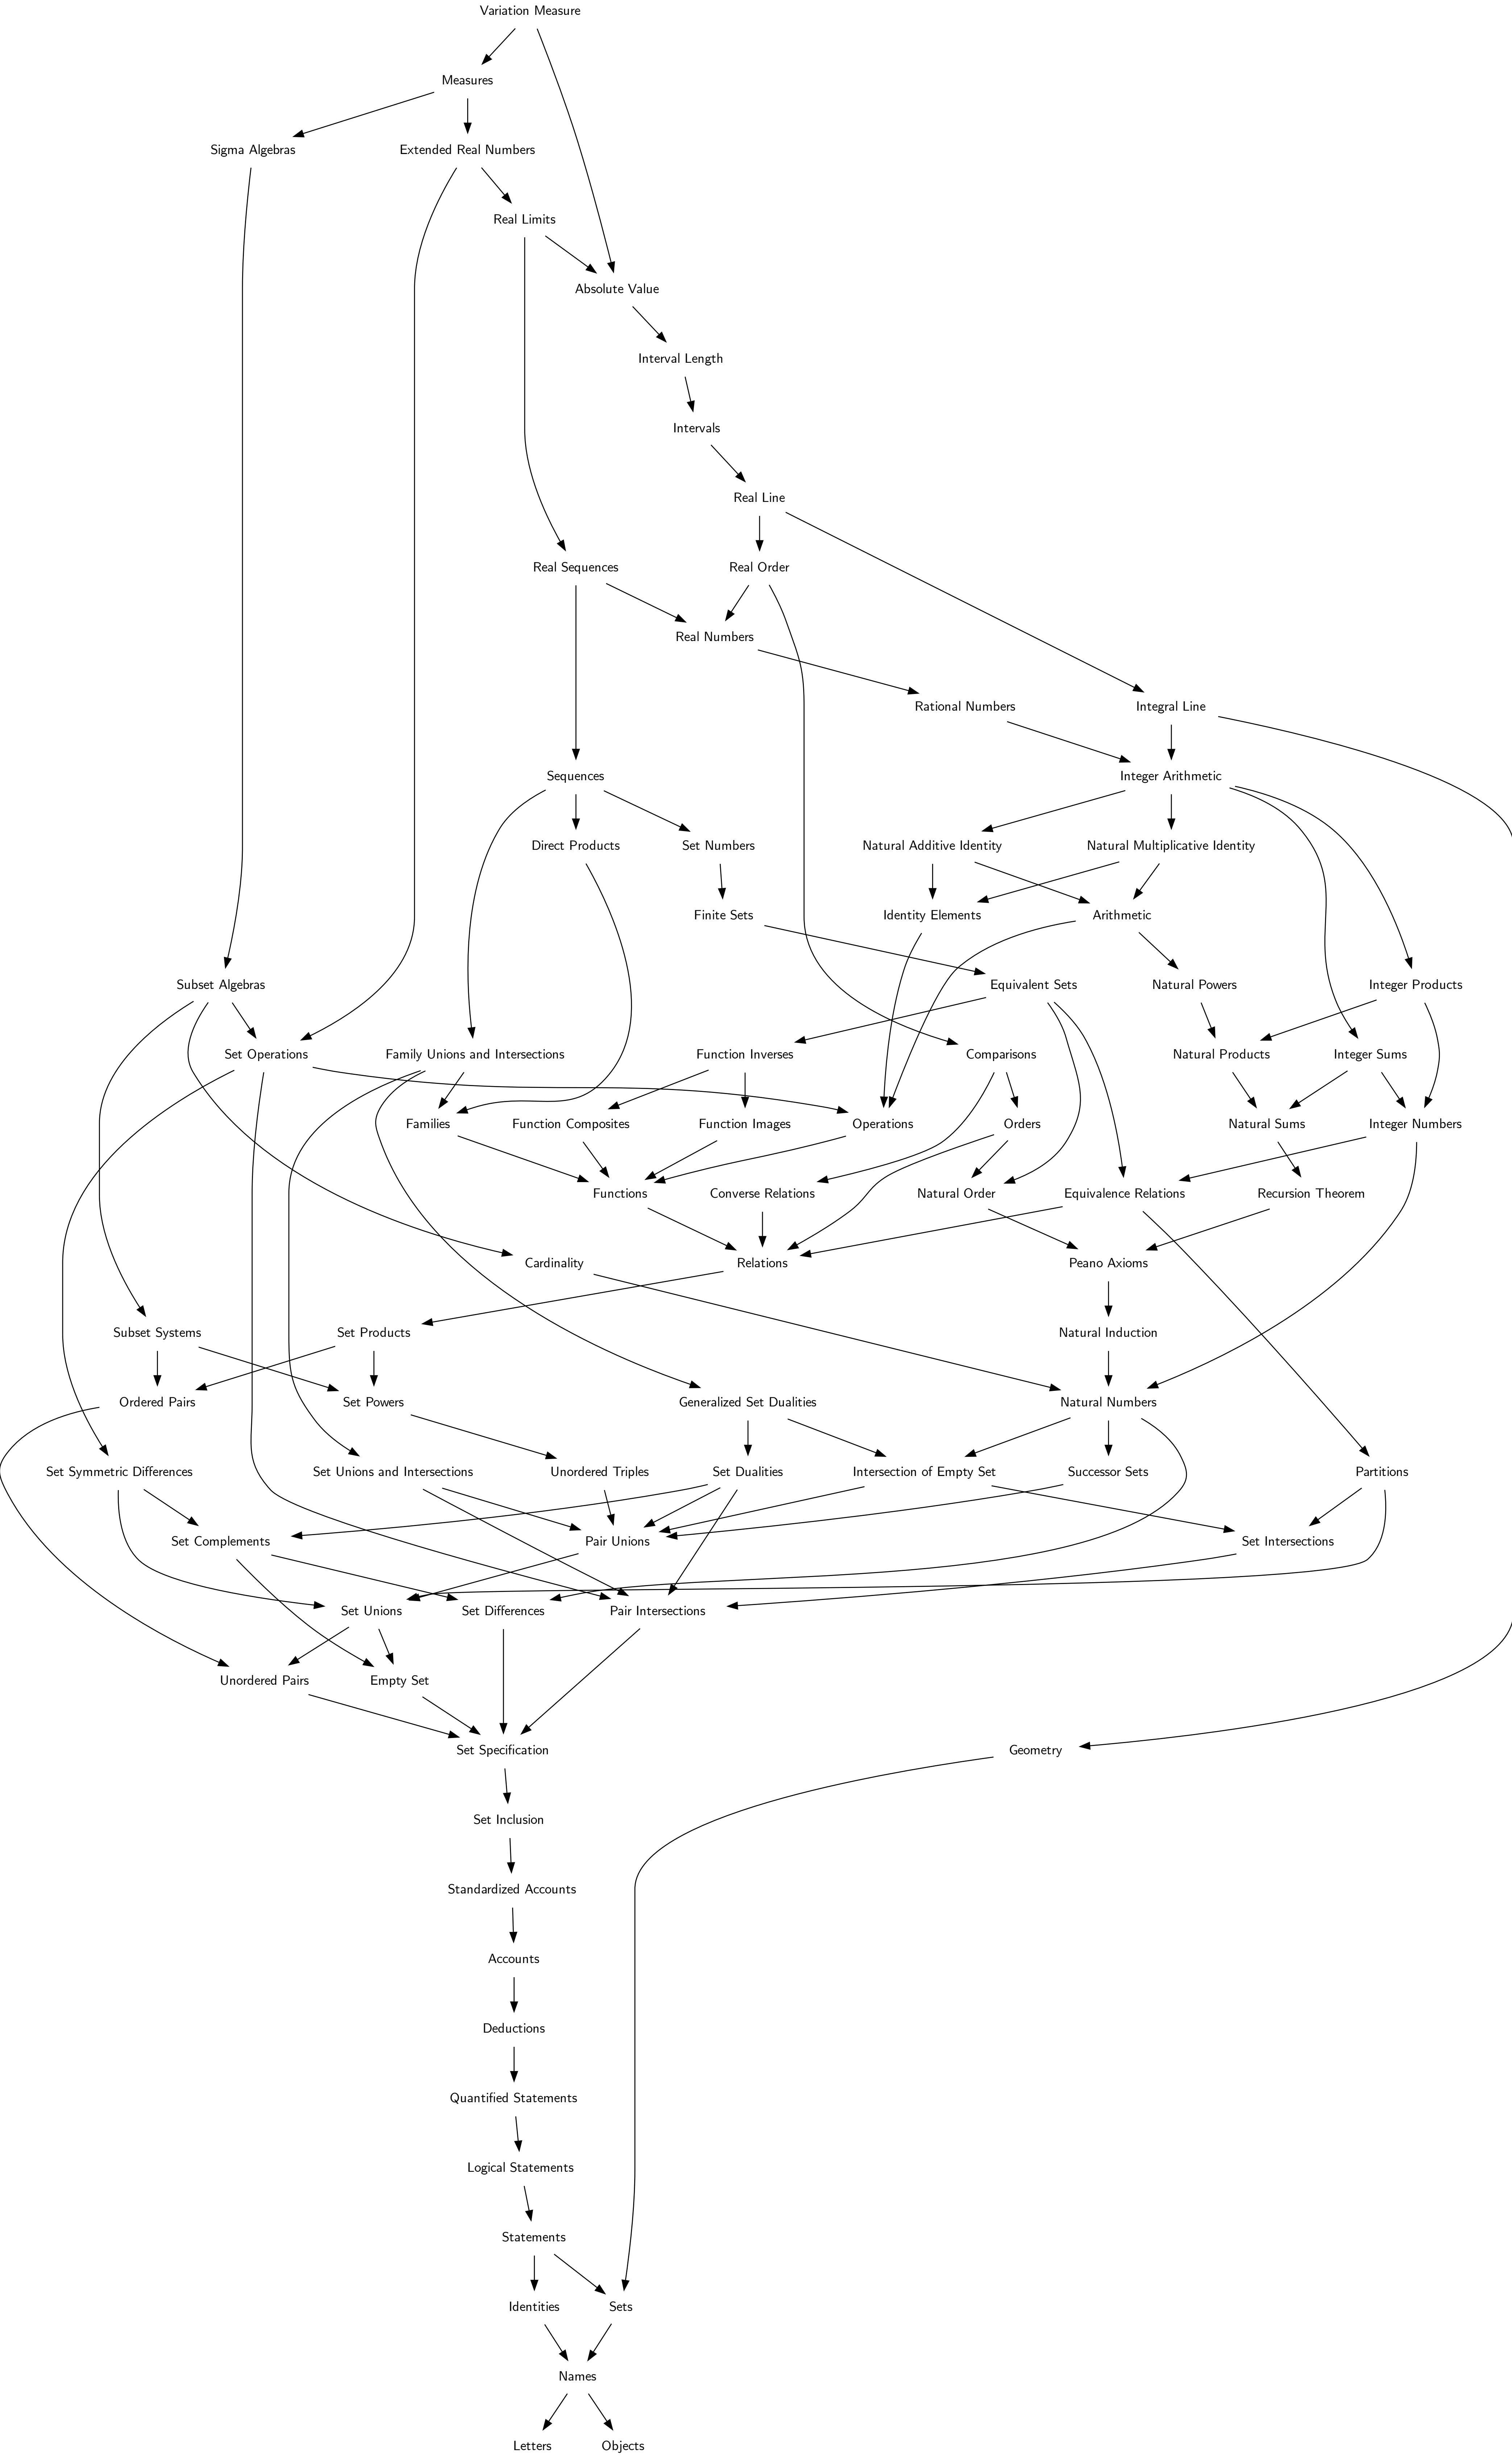 Variation Measure
Measures
Sigma Algebras
Extended Real Numbers
Real Limits
Absolute Value
Interval Length
Intervals
Real Line
Real Sequences
Real Order
Real Numbers
Rational Numbers
Integral Line
Sequences
Integer Arithmetic
Direct Products
Set Numbers
Natural Additive Identity
Natural Multiplicative Identity
Finite Sets
Identity Elements
Arithmetic
Subset Algebras
Equivalent Sets
Natural Powers
Integer Products
Set Operations
Family Unions and Intersections
Function Inverses
Comparisons
Natural Products
Integer Sums
Families
Function Composites
Function Images
Operations
Orders
Natural Sums
Integer Numbers
Functions
Converse Relations
Natural Order
Equivalence Relations
Recursion Theorem
Cardinality
Relations
Peano Axioms
Subset Systems
Set Products
Natural Induction
Ordered Pairs
Set Powers
Generalized Set Dualities
Natural Numbers
Set Symmetric Differences
Set Unions and Intersections
Unordered Triples
Set Dualities
Intersection of Empty Set
Successor Sets
Partitions
Set Complements
Pair Unions
Set Intersections
Set Unions
Set Differences
Pair Intersections
Unordered Pairs
Empty Set
Set Specification
Geometry
Set Inclusion
Standardized Accounts
Accounts
Deductions
Quantified Statements
Logical Statements
Statements
Identities
Sets
Names
Letters
Objects